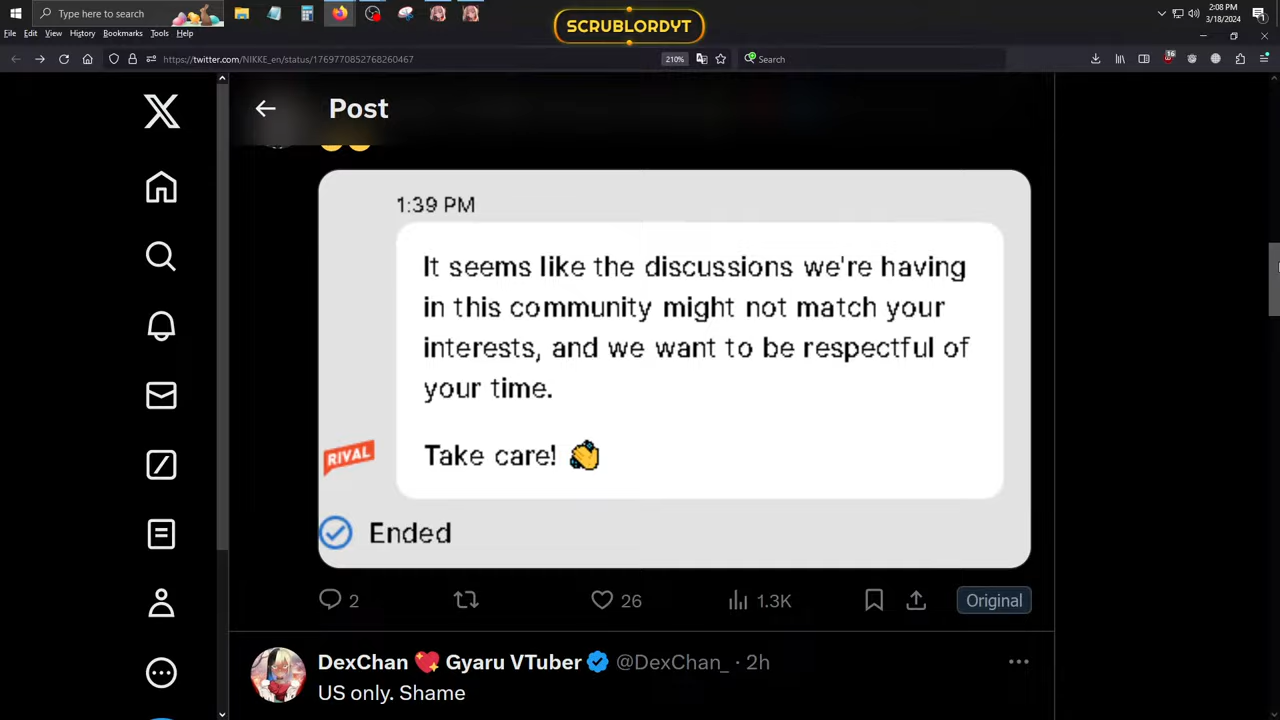 Type here to search
SCRUBLORDYT
2:08 PM
3/18/2024
File Edit View History Bookmarks Tools Help
https://twitter.com/NIKKE_en/status/1769770852768260467
210%
Search
16
Post
1:39 PM
It seems like the discussions we're having
in this community might not match your
interests, and we want to be respectful of
your time.
Take care!
RIVAL
Ended
2
26
1.3K
Original
DexChan 💖 Gyaru VTuber @DexChan_ · 2h
US only. Shame